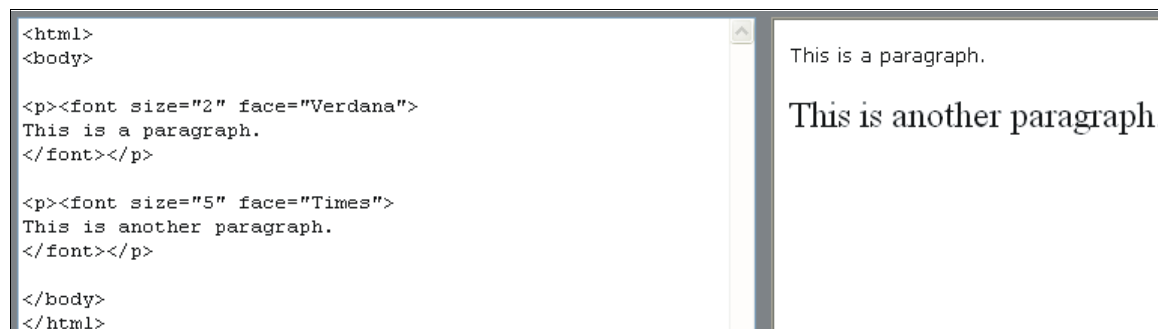 <html>
<body>

<p><font size="2" face="Verdana">
This is a paragraph.
</font></p>

<p><font size="5" face="Times">
This is another paragraph.
</font></p>

</body>
</html>

This is a paragraph.
This is another paragraph